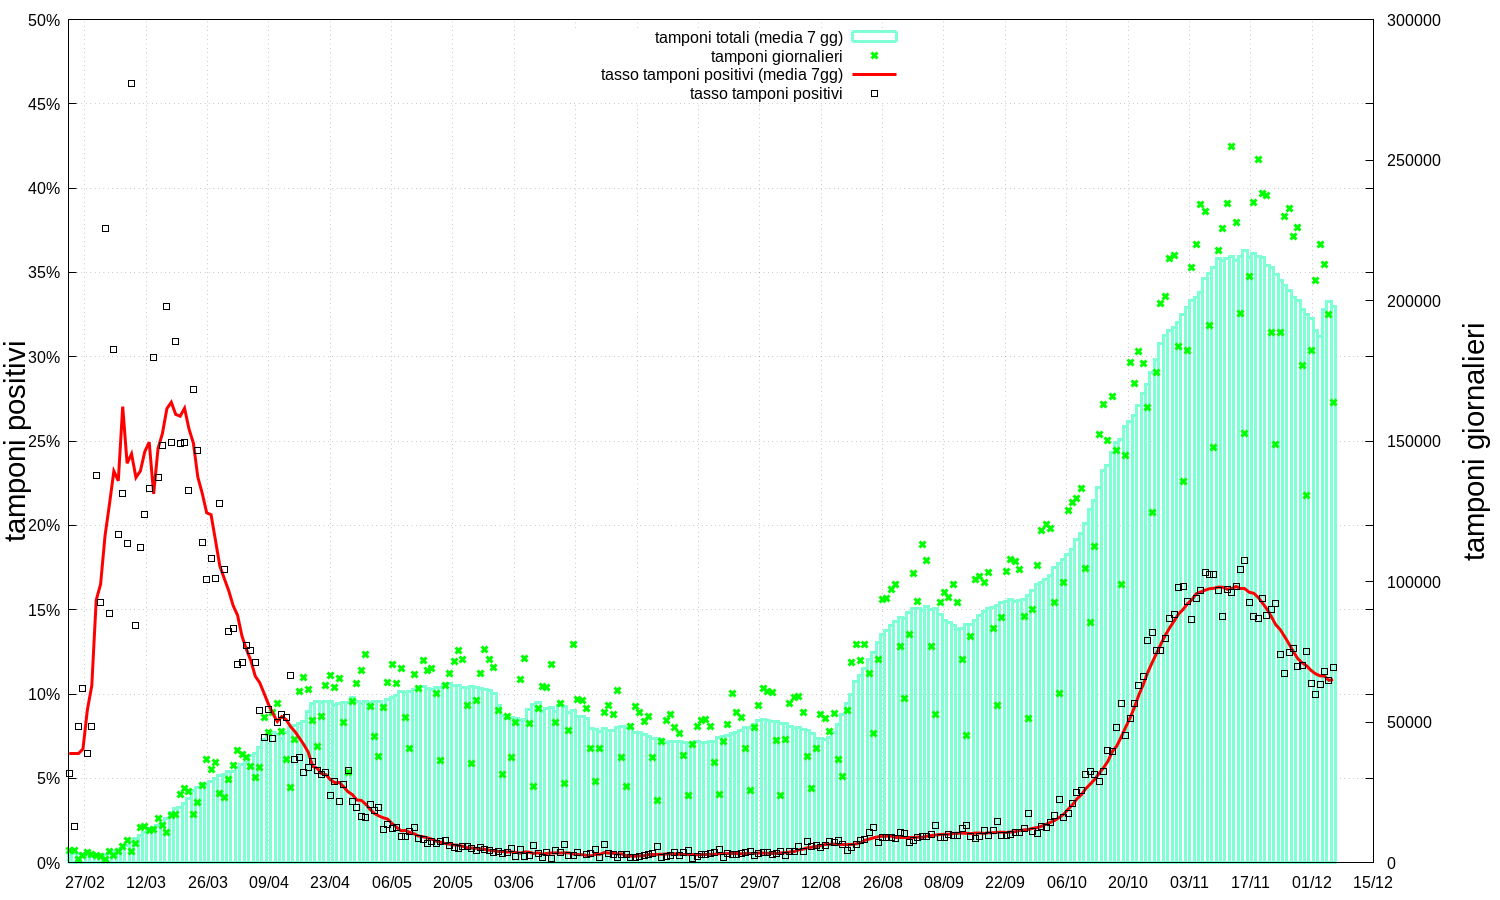 50%
45%
40%
35%
30%
25%
20%
15%
10%
5%
0%
tamponi positivi
tamponi totali (media 7 gg)
tamponi giornalieri
tasso tamponi positivi (media 7gg)
tasso tamponi positivi
300000
250000
200000
150000
100000
50000
0
tamponi giornalieri
27/02 12/03 26/03 09/04 23/04 06/05 20/05 03/06 17/06 01/07 15/07 29/07 12/08 26/08 08/09 22/09 06/10 20/10 03/11 17/11 01/12 15/12